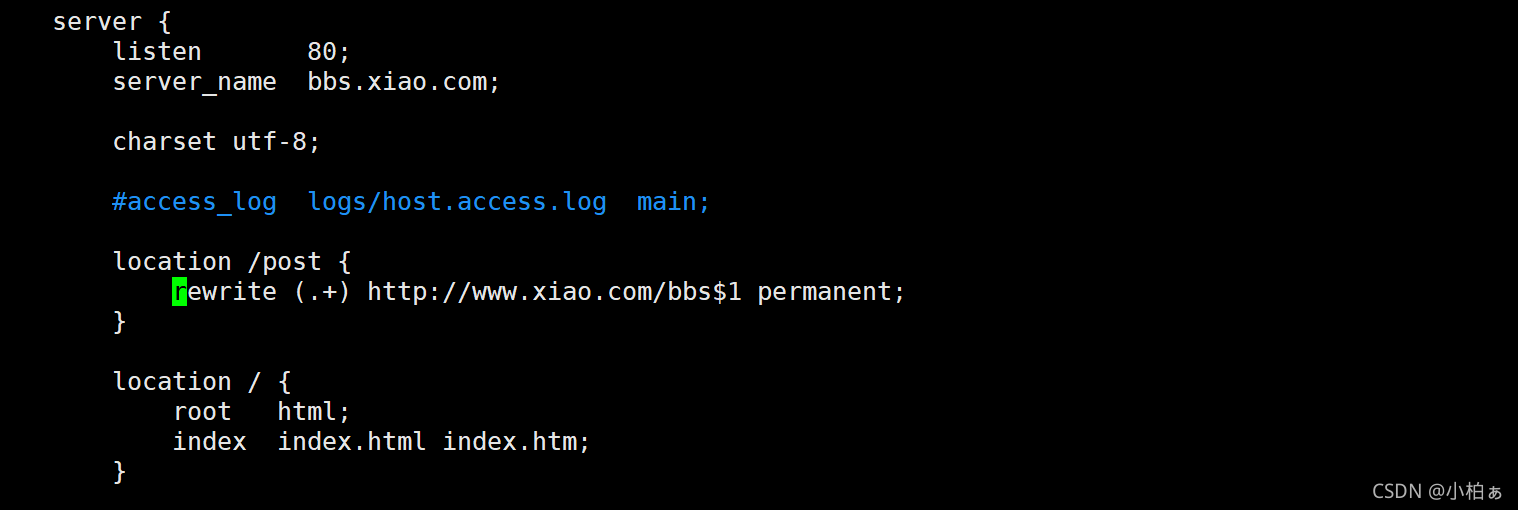 server {
    listen       80;
    server_name  bbs.xiao.com;
    charset utf-8;
    #access_log  logs/host.access.log  main;
    location /post {
        rewrite (.+) http://www.xiao.com/bbs$1 permanent;
    }
    location / {
        root   html;
        index  index.html index.htm;
    }
CSDN @小柏ぁ